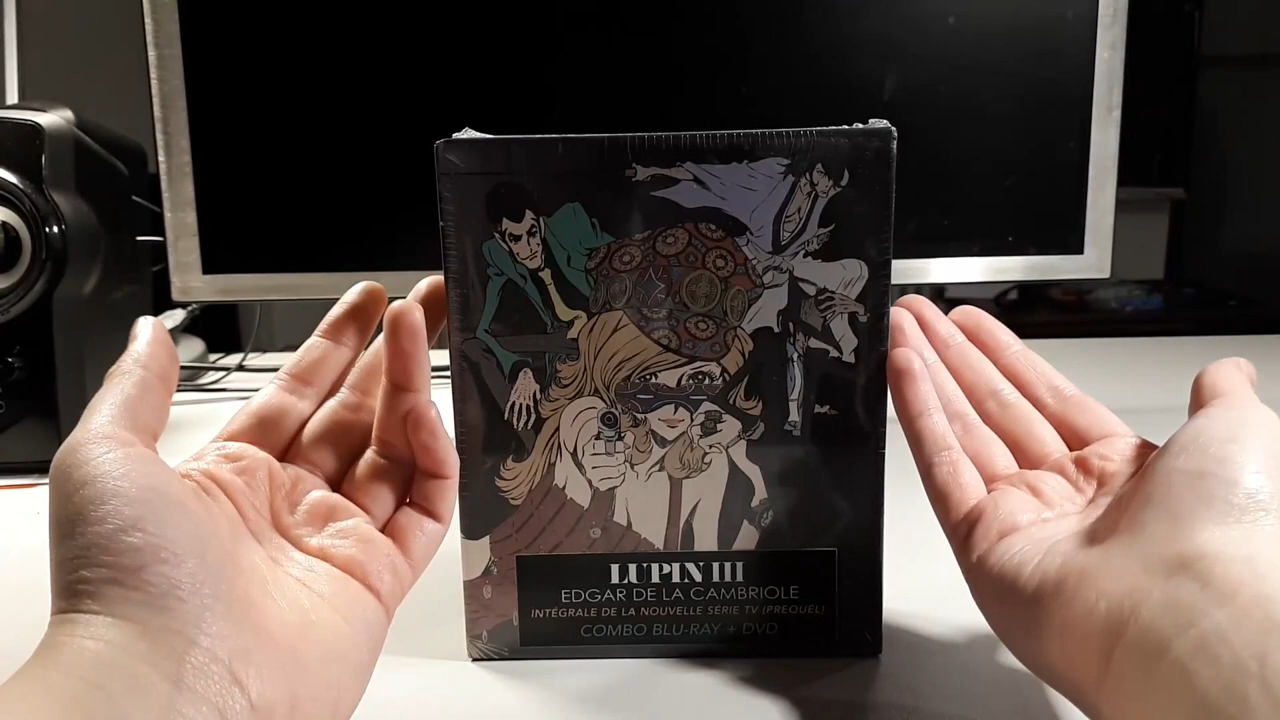 LUPIN III
EDGAR DE LA CAMBRIOLE
INTÉGRALE DE LA NOUVELLE SÉRIE TV (PREQUEL)
COMBO BLU-RAY + DVD